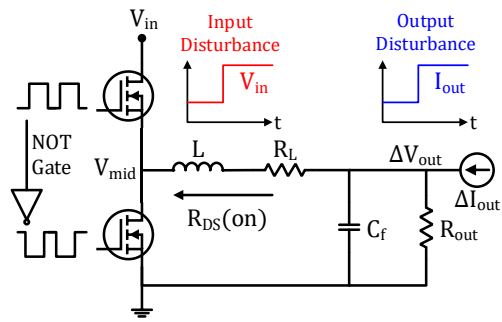 V_in
Input
Disturbance
V_in
t
Output
Disturbance
I_out
t
NOT
Gate
V_mid
L
R_L
R_DS(on)
ΔV_out
ΔI_out
C_f
R_out